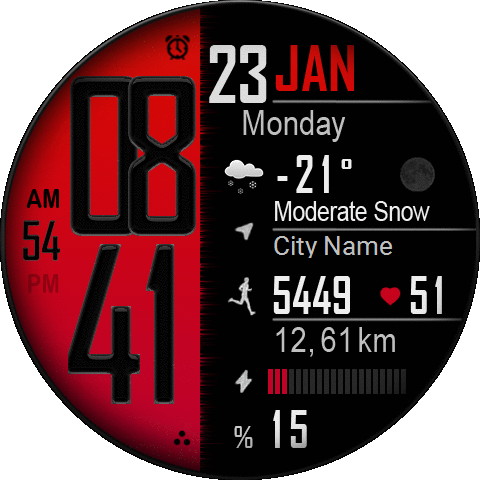 08
AM
54
PM
41
23 JAN
Monday
-21°
Moderate Snow
City Name
5449 51
12,61km
% 15